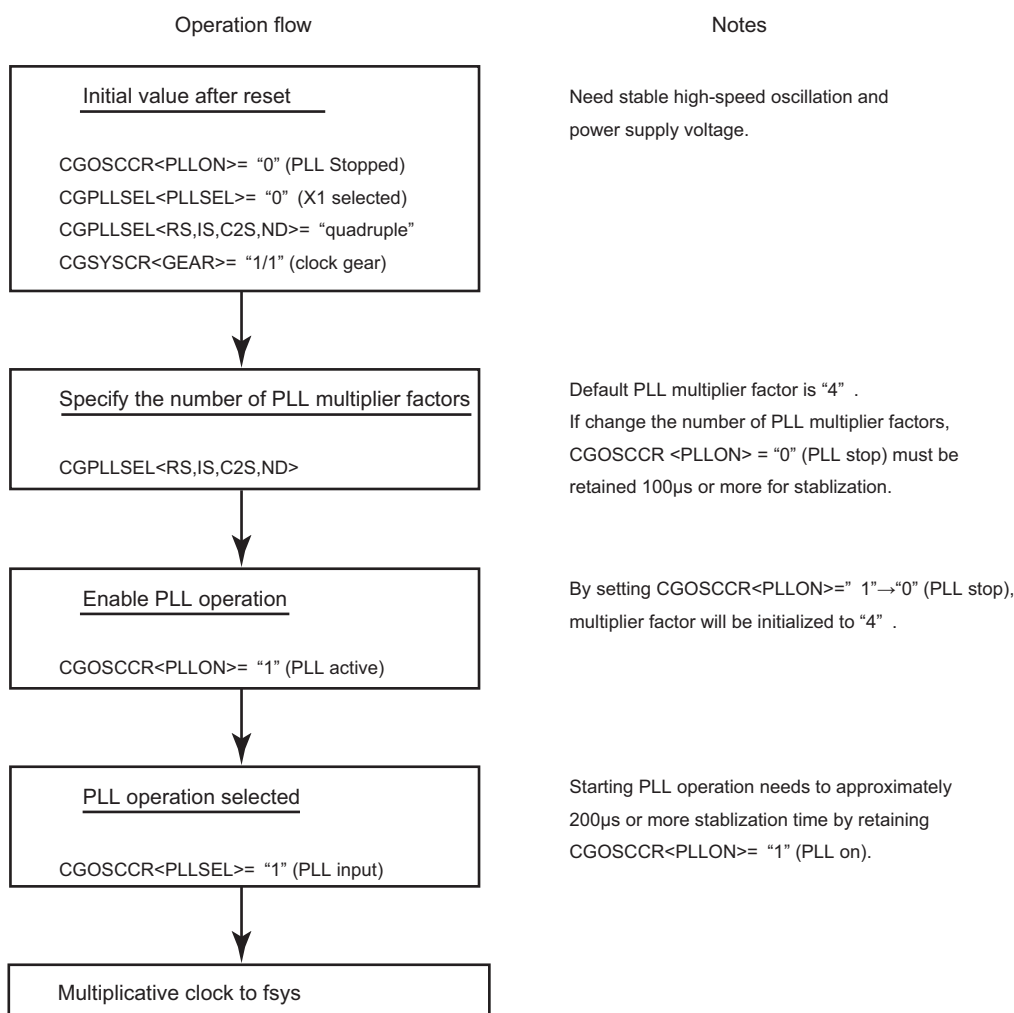 Operation flow
Notes
Initial value after reset
CGOSCCR<PLLON>= “0” (PLL Stopped)
CGPLLSEL<PLLSEL>= “0” (X1 selected)
CGPLLSEL<RS,IS,C2S,ND>= “quadruple”
CGSYSCR<GEAR>= “1/1” (clock gear)
Need stable high-speed oscillation and
power supply voltage.
Specify the number of PLL multiplier factors
CGPLLSEL<RS,IS,C2S,ND>
Default PLL multiplier factor is “4” .
If change the number of PLL multiplier factors,
CGOSCCR <PLLON> = “0” (PLL stop) must be
retained 100μs or more for stablization.
Enable PLL operation
CGOSCCR<PLLON>= “1” (PLL active)
By setting CGOSCCR<PLLON>=” 1”→“0” (PLL stop),
multiplier factor will be initialized to “4” .
PLL operation selected
CGOSCCR<PLLSEL>= “1” (PLL input)
Starting PLL operation needs to approximately
200μs or more stablization time by retaining
CGOSCCR<PLLON>= “1” (PLL on).
Multiplicative clock to fsys